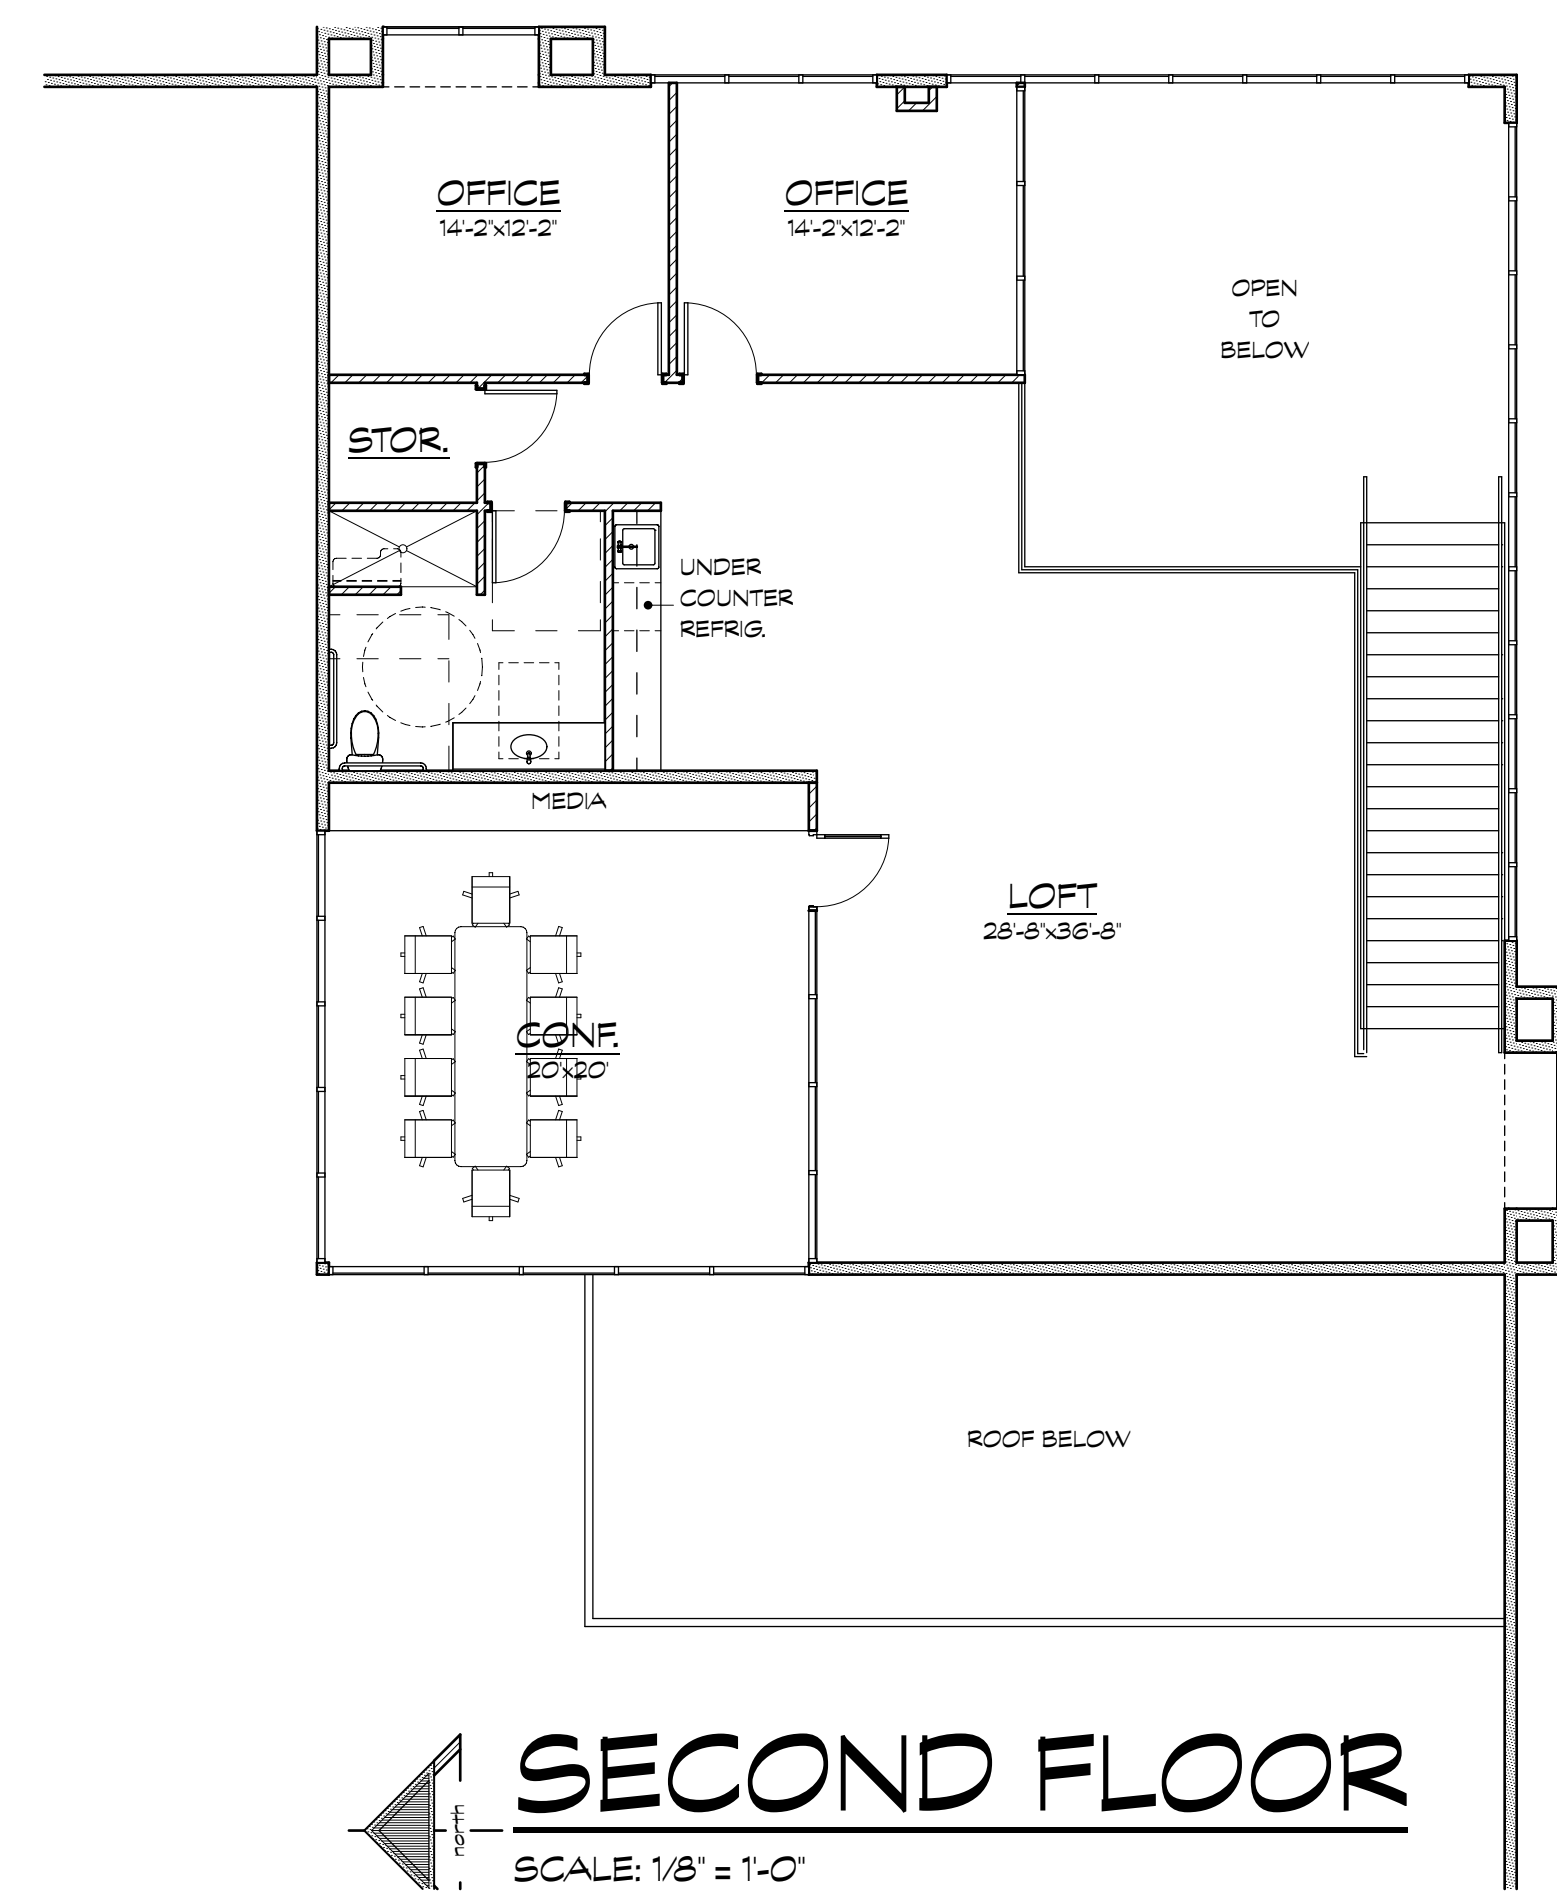 OFFICE
14'-2"x12'-2"
OFFICE
14'-2"x12'-2"
OPEN
TO
BELOW
STOR.
UNDER
COUNTER
REFRIG.
MEDIA
LOFT
28'-8"x36'-8"
CONF.
20'x20'
ROOF BELOW
SECOND FLOOR
north
SCALE: 1/8" = 1'-0"